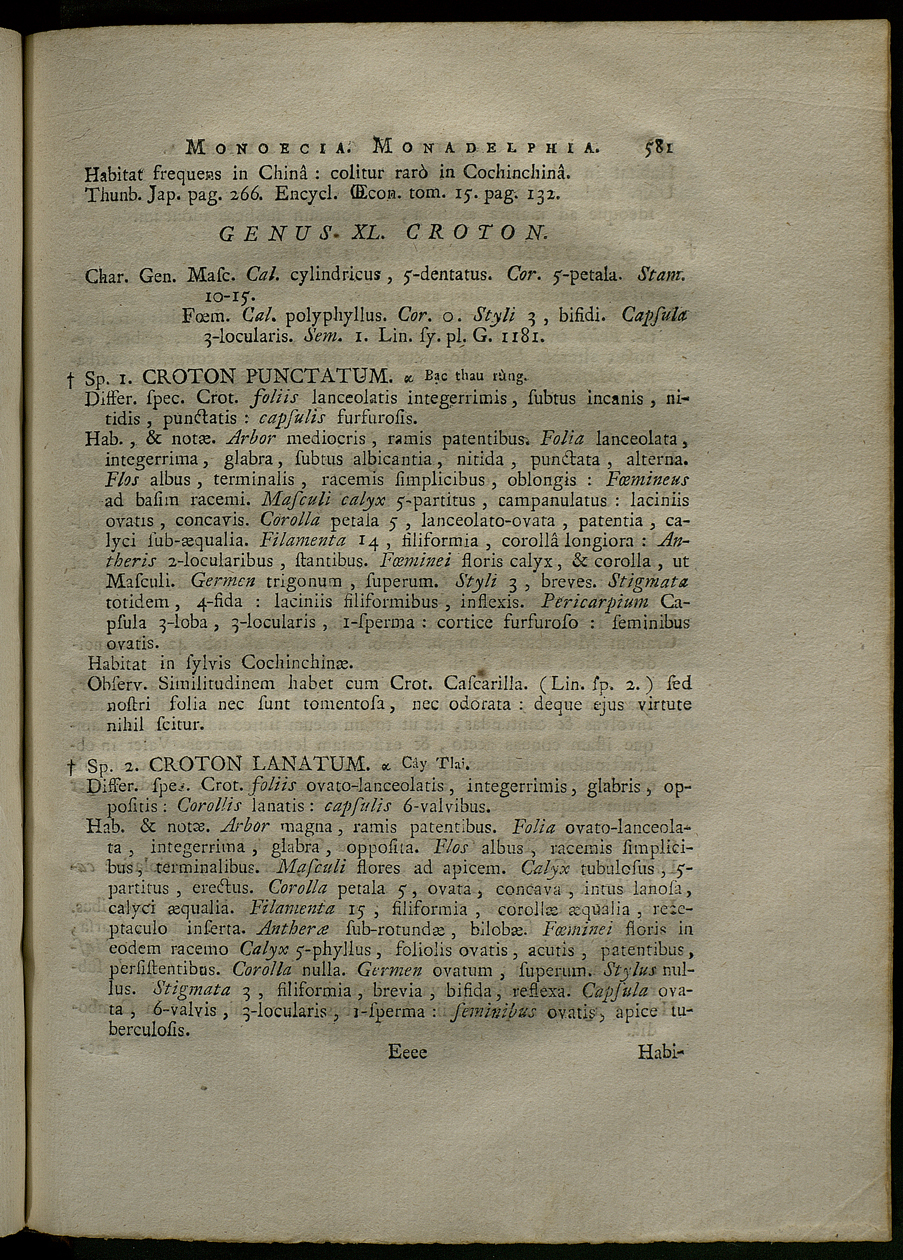 MONOECIA. MONADELPHIA. 581
Habitat frequens in Chinâ : colitur rarò in Cochinchinâ.
Thunb. Jap. pag. 266. Encycl. Œcon. tom. 15. pag. 132.
GENUS. XL. CROTON.
Char. Gen. Maſc. Cal. cylindricus , 5-dentatus. Cor. 5-petala. Stam.
10-15.
Fœm. Cal. polyphyllus. Cor. 0. Styli 3 , bifidi. Capſula
3-locularis. Sem. 1. Lin. ſy. pl. G. 1181.
† Sp. 1. CROTON PUNCTATUM. α Bạc thau rừng.
Differ. ſpec. Crot. foliis lanceolatis integerrimis , ſubtus incanis , ni-
tidis , punctatis : capſulis furfuroſis.
Hab. , & notæ. Arbor mediocris , ramis patentibus. Folia lanceolata ,
integerrima , glabra , ſubtus albicantia , nitida , punctata , alterna.
Flos albus , terminalis , racemis ſimplicibus , oblongis : Fœmineus
ad baſim racemi. Maſculi calyx 5-partitus , campanulatus : laciniis
ovatis , concavis. Corolla petala 5 , lanceolato-ovata , patentia , ca-
lyci ſub-æqualia. Filamenta 14 , filiformia , corollâ longiora : An-
theris 2-locularibus , ſtantibus. Fœminei floris calyx , & corolla , ut
Maſculi. Germen trigonum , ſuperum. Styli 3 , breves. Stigmata
totidem , 4-fida : laciniis filiformibus , inflexis. Pericarpium Ca-
pſula 3-loba , 3-locularis , 1-ſperma : cortice furfuroſo : ſeminibus
ovatis.
Habitat in ſylvis Cochinchinæ.
Obſerv. Similitudinem habet cum Crot. Caſcarilla. (Lin. ſp. 2.) ſed
noſtri folia nec ſunt tomentoſa , nec odorata : deque ejus virtute
nihil ſcitur.
† Sp. 2. CROTON LANATUM. α Cây Tlai.
Differ. ſpec. Crot. foliis ovato-lanceolatis , integerrimis , glabris , op-
poſitis : Corollis lanatis : capſulis 6-valvibus.
Hab. & notæ. Arbor magna , ramis patentibus. Folia ovato-lanceola-
ta , integerrima , glabra , oppoſita. Flos albus , racemis ſimplici-
bus , terminalibus. Maſculi flores ad apicem. Calyx tubuloſus , 5-
partitus , erectus. Corolla petala 5 , ovata , concava , intus lanoſa ,
calyci æqualia. Filamenta 15 , filiformia , corollæ æqualia , rece-
ptaculo inſerta. Antheræ ſub-rotundæ , bilobæ. Fœminei floris in
eodem racemo Calyx 5-phyllus , foliolis ovatis , acutis , patentibus ,
perſiſtentibus. Corolla nulla. Germen ovatum , ſuperum. Stylus nul-
lus. Stigmata 3 , filiformia , brevia , bifida , reflexa. Capſula ova-
ta , 6-valvis , 3-locularis , 1-ſperma : ſeminibus ovatis , apice tu-
berculoſis.
Eeee Habi-